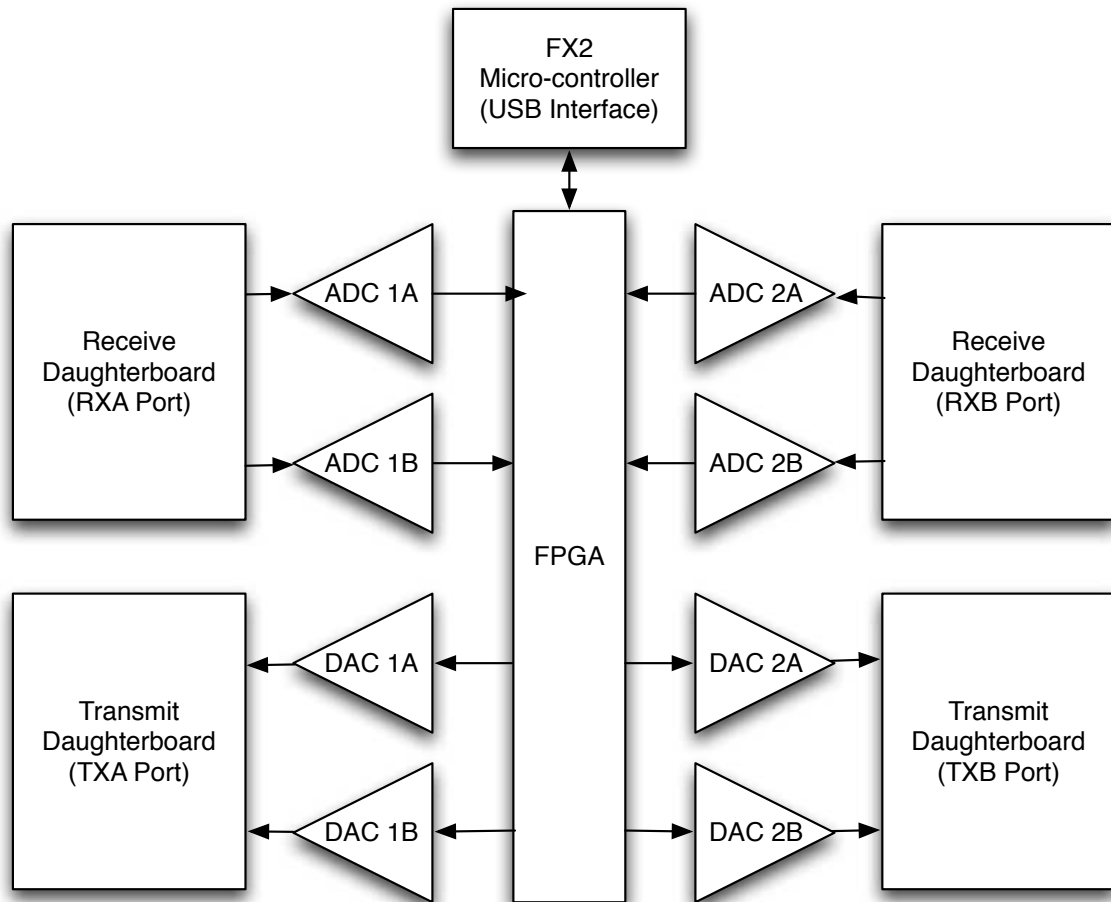 FX2
Micro-controller
(USB Interface)
ADC 1A
ADC 2A
Receive
Daughterboard
(RXA Port)
Receive
Daughterboard
(RXB Port)
ADC 1B
ADC 2B
FPGA
DAC 1A
DAC 2A
Transmit
Daughterboard
(TXA Port)
Transmit
Daughterboard
(TXB Port)
DAC 1B
DAC 2B